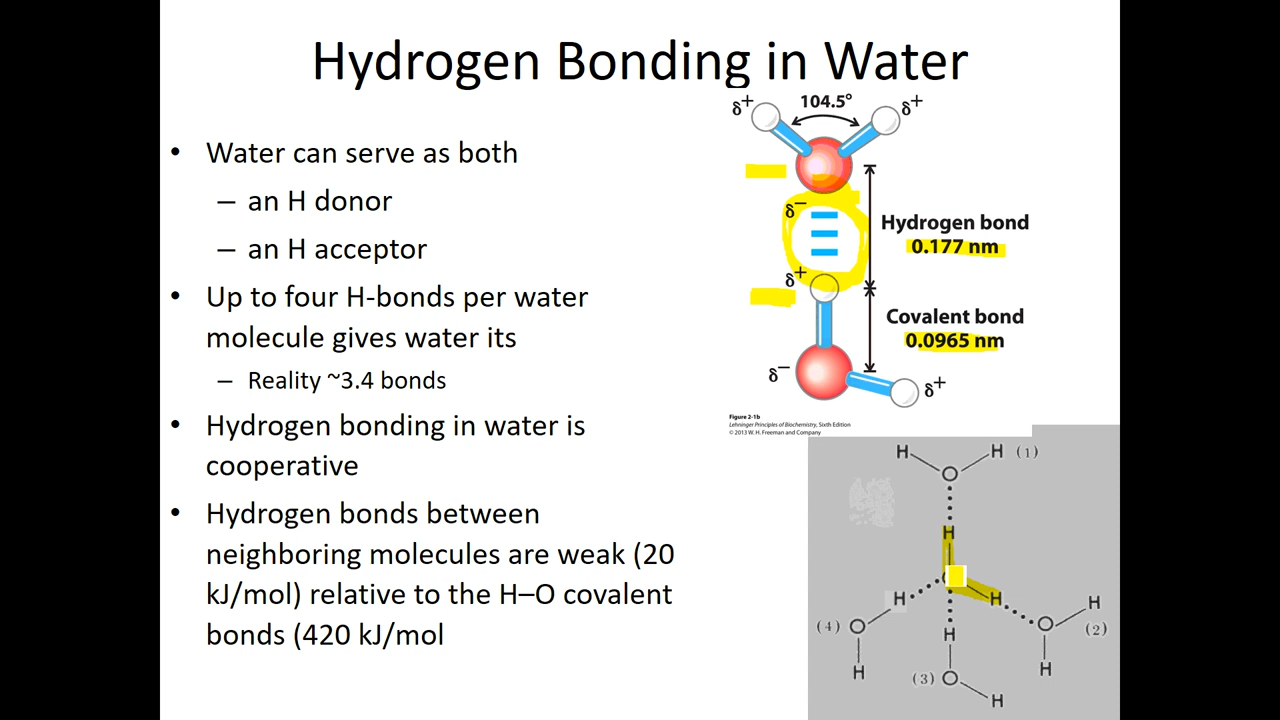 Hydrogen Bonding in Water
• Water can serve as both
– an H donor
– an H acceptor
• Up to four H-bonds per water
molecule gives water its
– Reality ~3.4 bonds
• Hydrogen bonding in water is
cooperative
• Hydrogen bonds between
neighboring molecules are weak (20
kJ/mol) relative to the H–O covalent
bonds (420 kJ/mol
δ+ 104.5° δ+
δ–
Hydrogen bond
0.177 nm
δ+
Covalent bond
0.0965 nm
δ–
δ+
Figure 2-1b
Lehninger Principles of Biochemistry, Sixth Edition
© 2013 W. H. Freeman and Company
H H (1)
O
H
H H H
(4) O O (2)
H
H H
(3) O
H